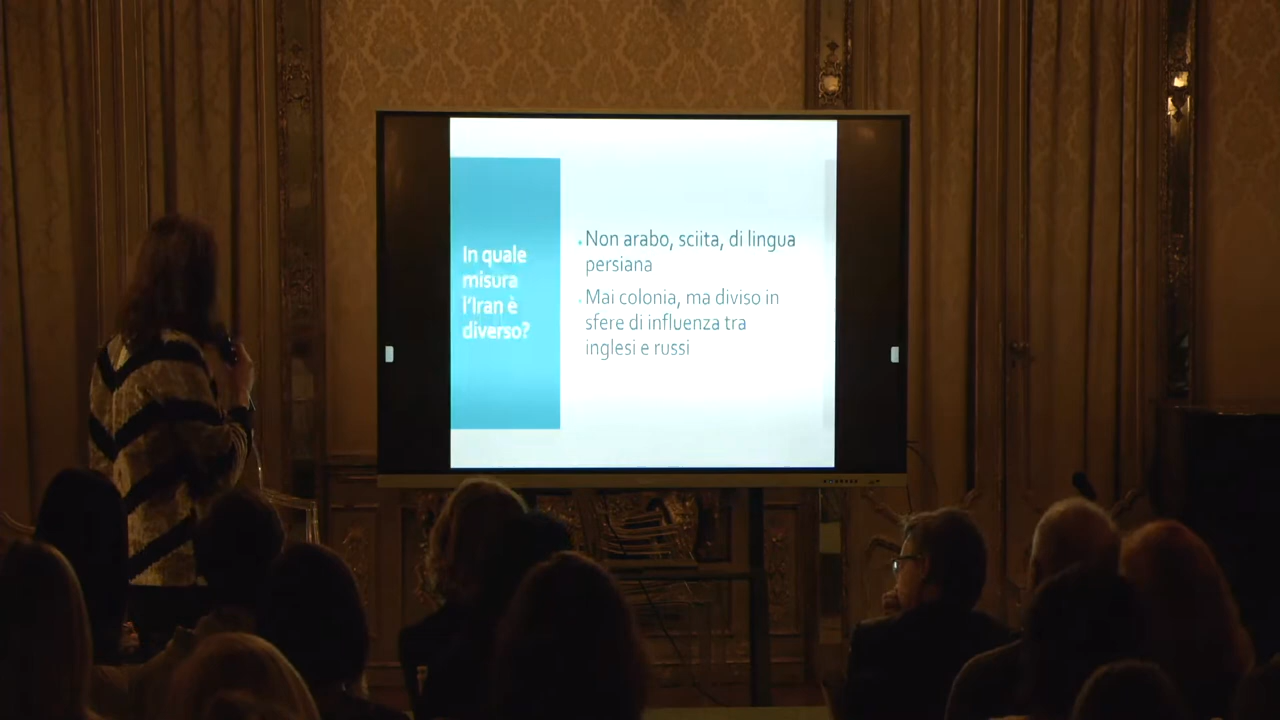 In quale
misura
l'Iran è
diverso?
Non arabo, sciita, di lingua
persiana
Mai colonia, ma diviso in
sfere di influenza tra
inglesi e russi